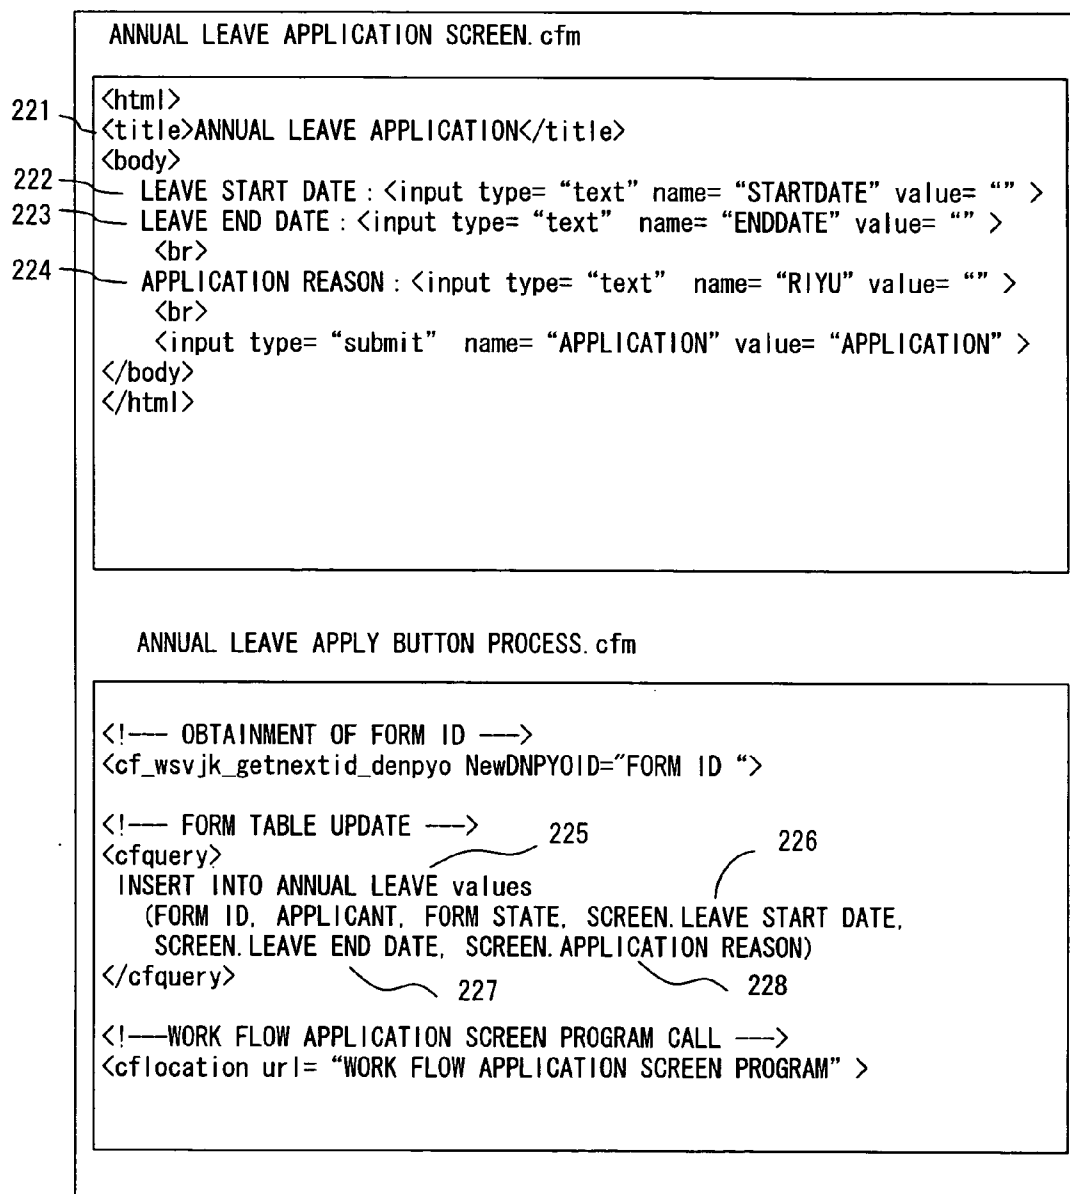 ANNUAL LEAVE APPLICATION SCREEN.cfm
<html>
221
<title>ANNUAL LEAVE APPLICATION</title>
<body>
222 LEAVE START DATE : <input type= “text” name= “STARTDATE” value= “” >
223 LEAVE END DATE : <input type= “text” name= “ENDDATE” value= “” >
<br>
224 APPLICATION REASON : <input type= “text” name= “RIYU” value= “” >
<br>
<input type= “submit” name= “APPLICATION” value= “APPLICATION” >
</body>
</html>
ANNUAL LEAVE APPLY BUTTON PROCESS.cfm
<!--- OBTAINMENT OF FORM ID --->
<cf_wsvjk_getnextid_denpyo NewDNPYOID=”FORM ID “>
<!--- FORM TABLE UPDATE --->
225
226
<cfquery>
INSERT INTO ANNUAL LEAVE values
(FORM ID, APPLICANT, FORM STATE, SCREEN.LEAVE START DATE,
SCREEN.LEAVE END DATE, SCREEN.APPLICATION REASON)
</cfquery>
227
228
<!---WORK FLOW APPLICATION SCREEN PROGRAM CALL --->
<cflocation url= “WORK FLOW APPLICATION SCREEN PROGRAM” >